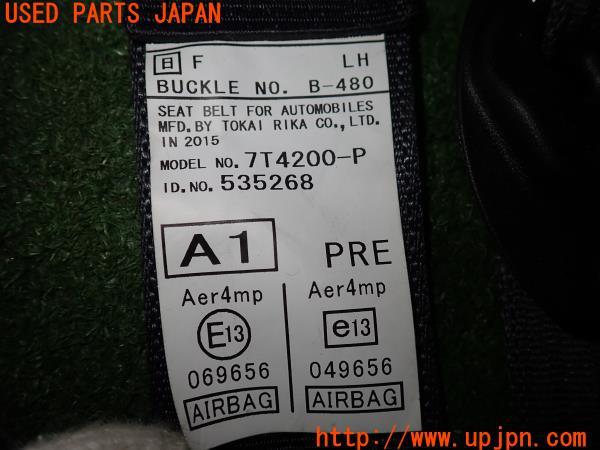 USED PARTS JAPAN
日 F LH
BUCKLE NO. B-480
SEAT BELT FOR AUTOMOBILES
MFD.BY TOKAI RIKA CO.,LTD.
IN 2015
MODEL NO.7T4200-P
ID.NO.535268
A1 PRE
Aer4mp Aer4mp
E13 e13
069656 049656
AIRBAG AIRBAG
http://www.upjpn.com